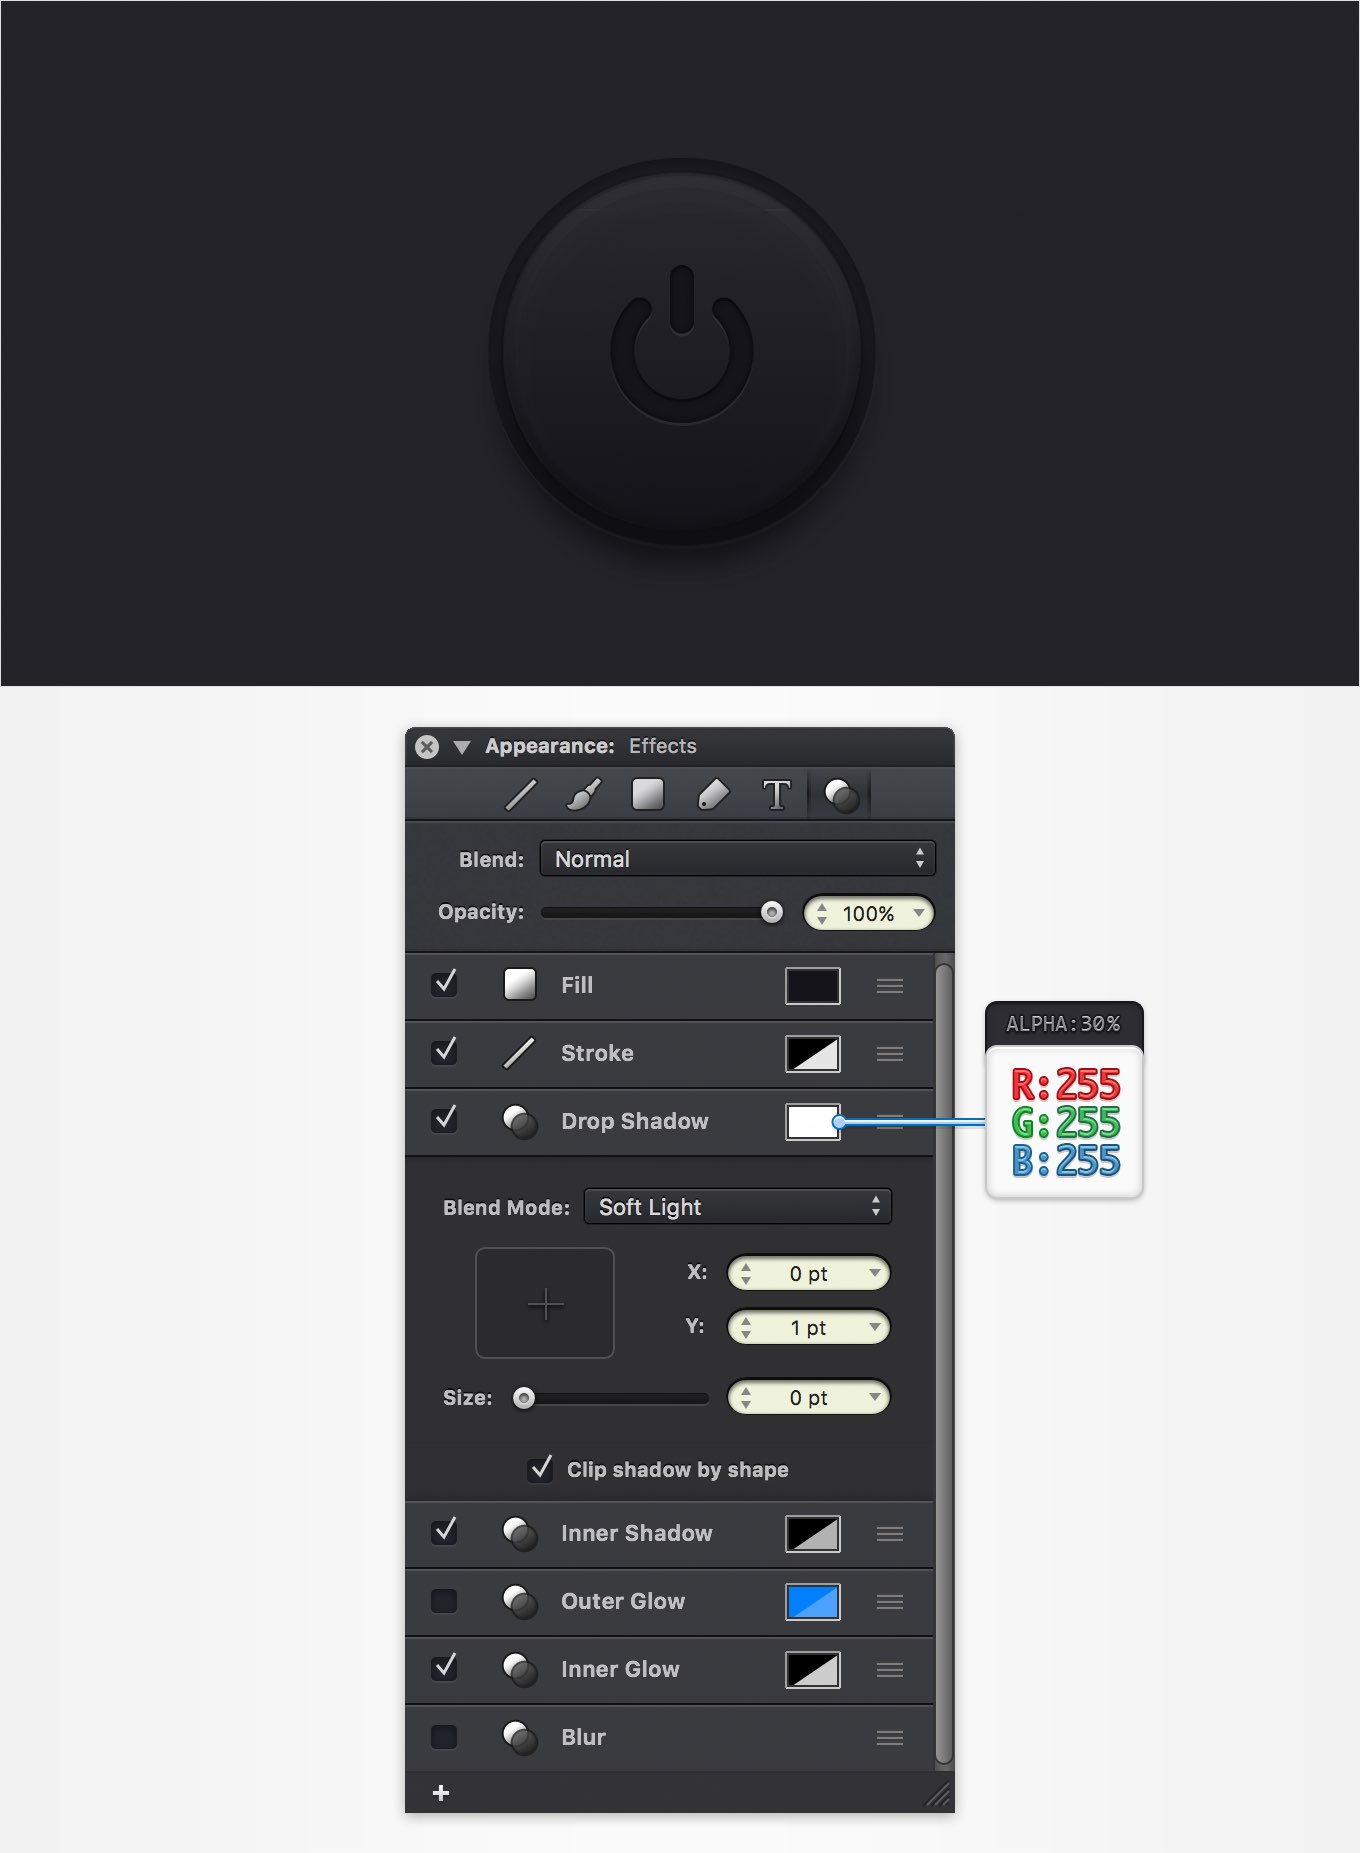 Appearance: Effects
T
Blend: Normal
Opacity: 100%
Fill
Stroke
Drop Shadow
ALPHA:30%
R:255
G:255
B:255
Blend Mode: Soft Light
X: 0 pt
Y: 1 pt
Size: 0 pt
Clip shadow by shape
Inner Shadow
Outer Glow
Inner Glow
Blur